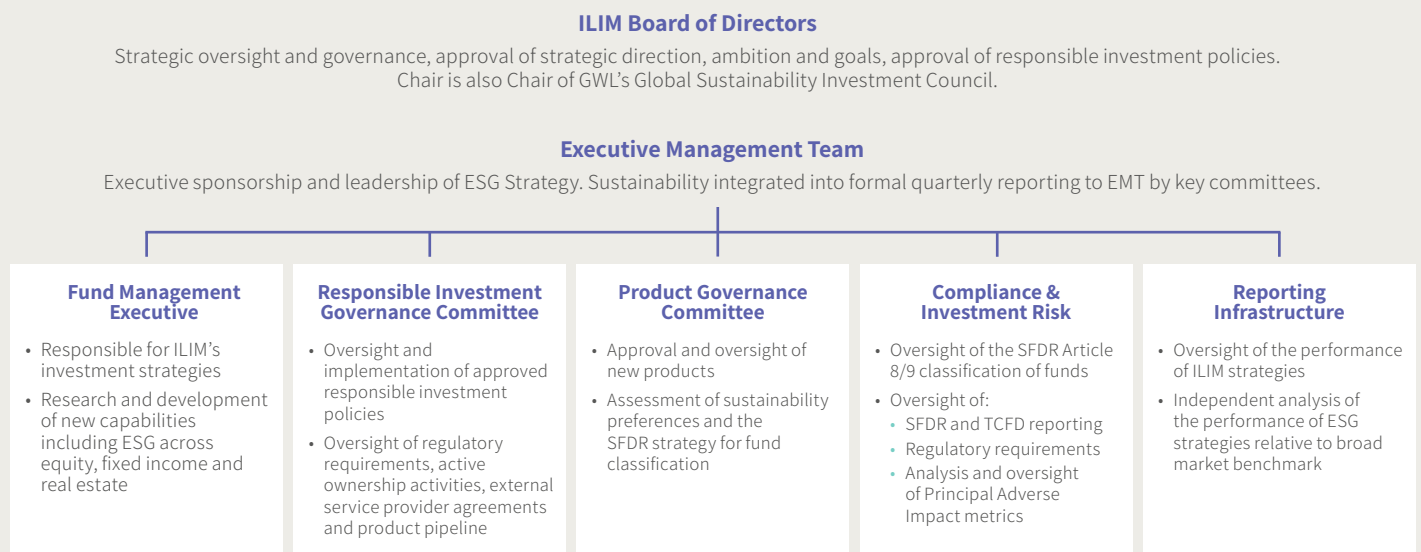 ILIM Board of Directors
Strategic oversight and governance, approval of strategic direction, ambition and goals, approval of responsible investment policies.
Chair is also Chair of GWL’s Global Sustainability Investment Council.
Executive Management Team
Executive sponsorship and leadership of ESG Strategy. Sustainability integrated into formal quarterly reporting to EMT by key committees.
Fund Management
Executive
• Responsible for ILIM’s
investment strategies
• Research and development
of new capabilities
including ESG across
equity, fixed income and
real estate
Responsible Investment
Governance Committee
• Oversight and
implementation of approved
responsible investment
policies
• Oversight of regulatory
requirements, active
ownership activities, external
service provider agreements
and product pipeline
Product Governance
Committee
• Approval and oversight of
new products
• Assessment of sustainability
preferences and the
SFDR strategy for fund
classification
Compliance &
Investment Risk
• Oversight of the SFDR Article
8/9 classification of funds
• Oversight of:
• SFDR and TCFD reporting
• Regulatory requirements
• Analysis and oversight
of Principal Adverse
Impact metrics
Reporting
Infrastructure
• Oversight of the performance
of ILIM strategies
• Independent analysis of
the performance of ESG
strategies relative to broad
market benchmark